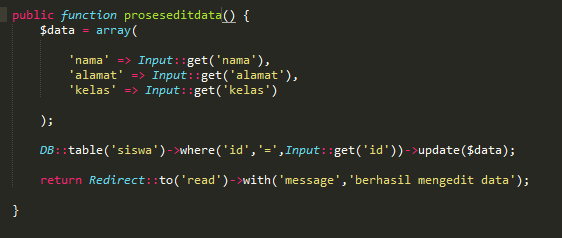 public function proseseditdata() {
$data = array(
'nama' => Input::get('nama'),
'alamat' => Input::get('alamat'),
'kelas' => Input::get('kelas')
);
DB::table('siswa')->where('id','=',Input::get('id'))->update($data);
return Redirect::to('read')->with('message','berhasil mengedit data');
}